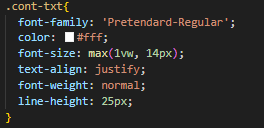 .cont-txt{
font-family: 'Pretendard-Regular';
color: #fff;
font-size: max(1vw, 14px);
text-align: justify;
font-weight: normal;
line-height: 25px;
}